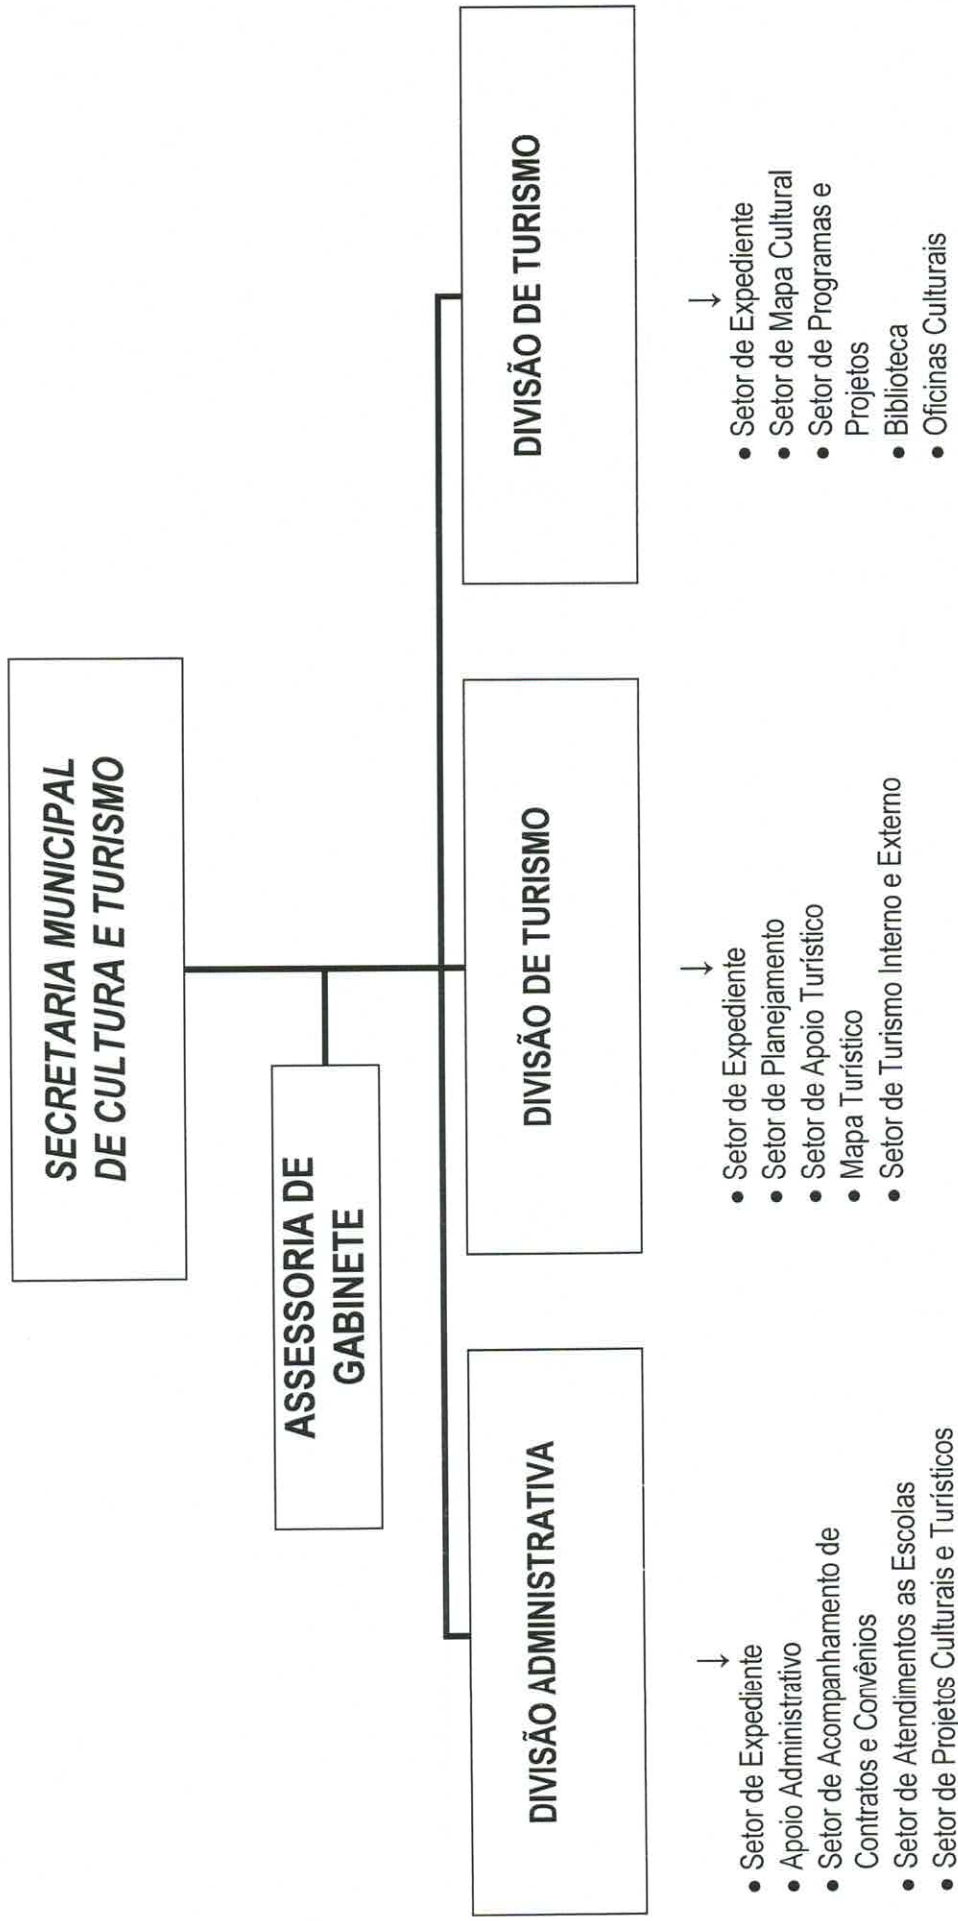 SECRETARIA MUNICIPAL
DE CULTURA E TURISMO
ASSESSORIA DE
GABINETE
DIVISÃO ADMINISTRATIVA
↓
• Setor de Expediente
• Apoio Administrativo
• Setor de Acompanhamento de
Contratos e Convênios
• Setor de Atendimentos as Escolas
• Setor de Projetos Culturais e Turísticos
DIVISÃO DE TURISMO
↓
• Setor de Expediente
• Setor de Planejamento
• Setor de Apoio Turístico
• Mapa Turístico
• Setor de Turismo Interno e Externo
DIVISÃO DE TURISMO
↓
• Setor de Expediente
• Setor de Mapa Cultural
• Setor de Programas e
Projetos
• Biblioteca
• Oficinas Culturais